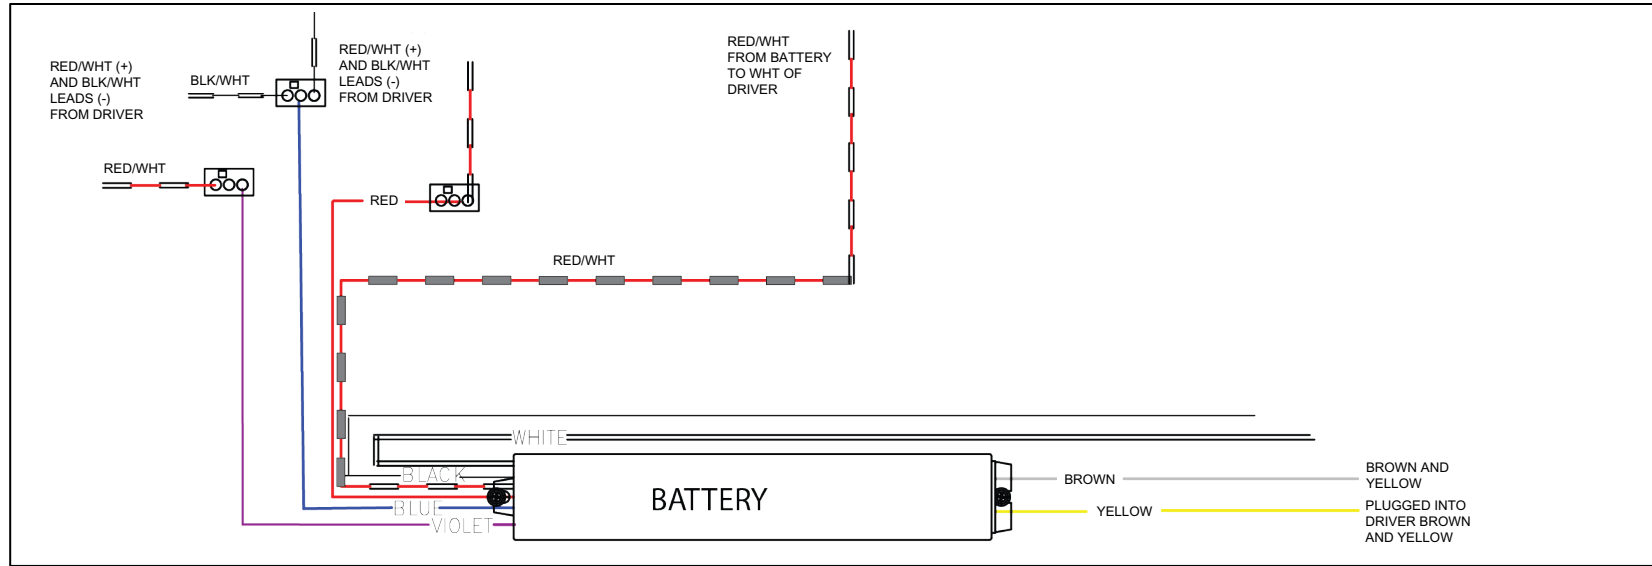 RED/WHT (+)
AND BLK/WHT
LEADS (-)
FROM DRIVER
BLK/WHT
RED/WHT (+)
AND BLK/WHT
LEADS (-)
FROM DRIVER
RED/WHT
FROM BATTERY
TO WHT OF
DRIVER
RED/WHT
RED
RED/WHT
WHITE
BLACK
BLUE
VIOLET
BATTERY
BROWN
YELLOW
BROWN AND
YELLOW
PLUGGED INTO
DRIVER BROWN
AND YELLOW